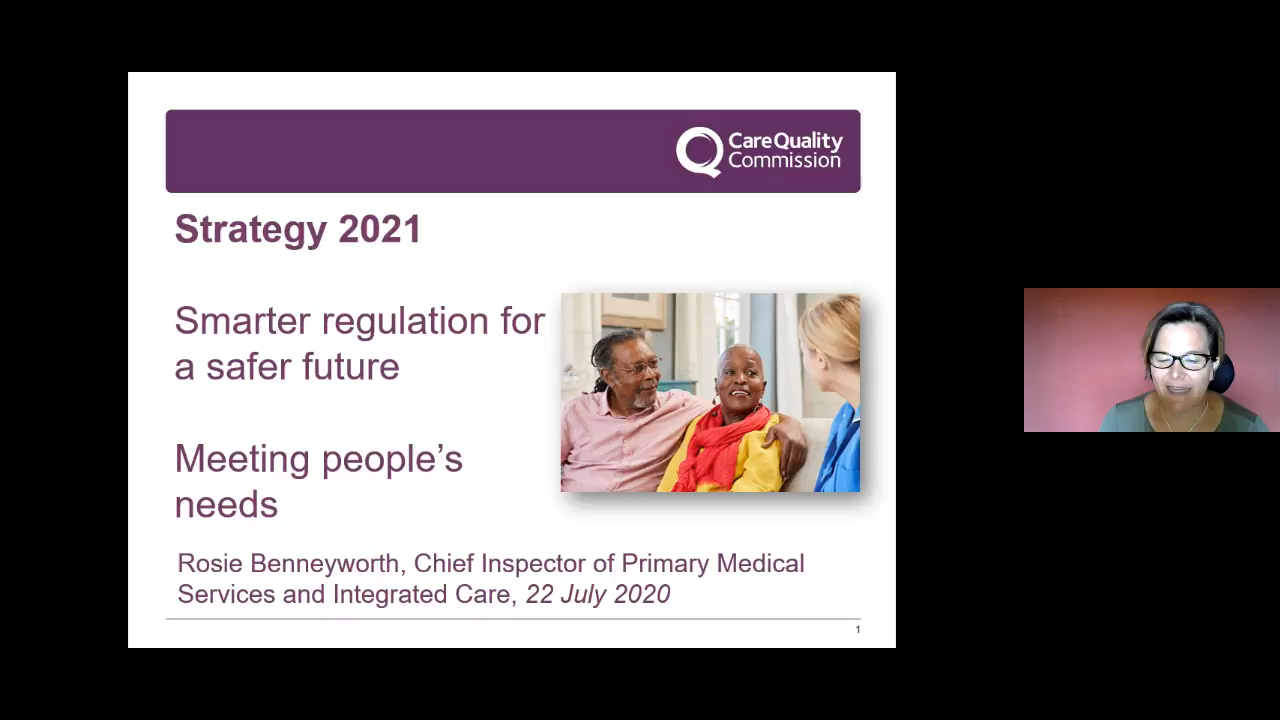 CareQuality
Commission
Strategy 2021
Smarter regulation for
a safer future
Meeting people’s
needs
Rosie Benneyworth, Chief Inspector of Primary Medical
Services and Integrated Care, 22 July 2020
1